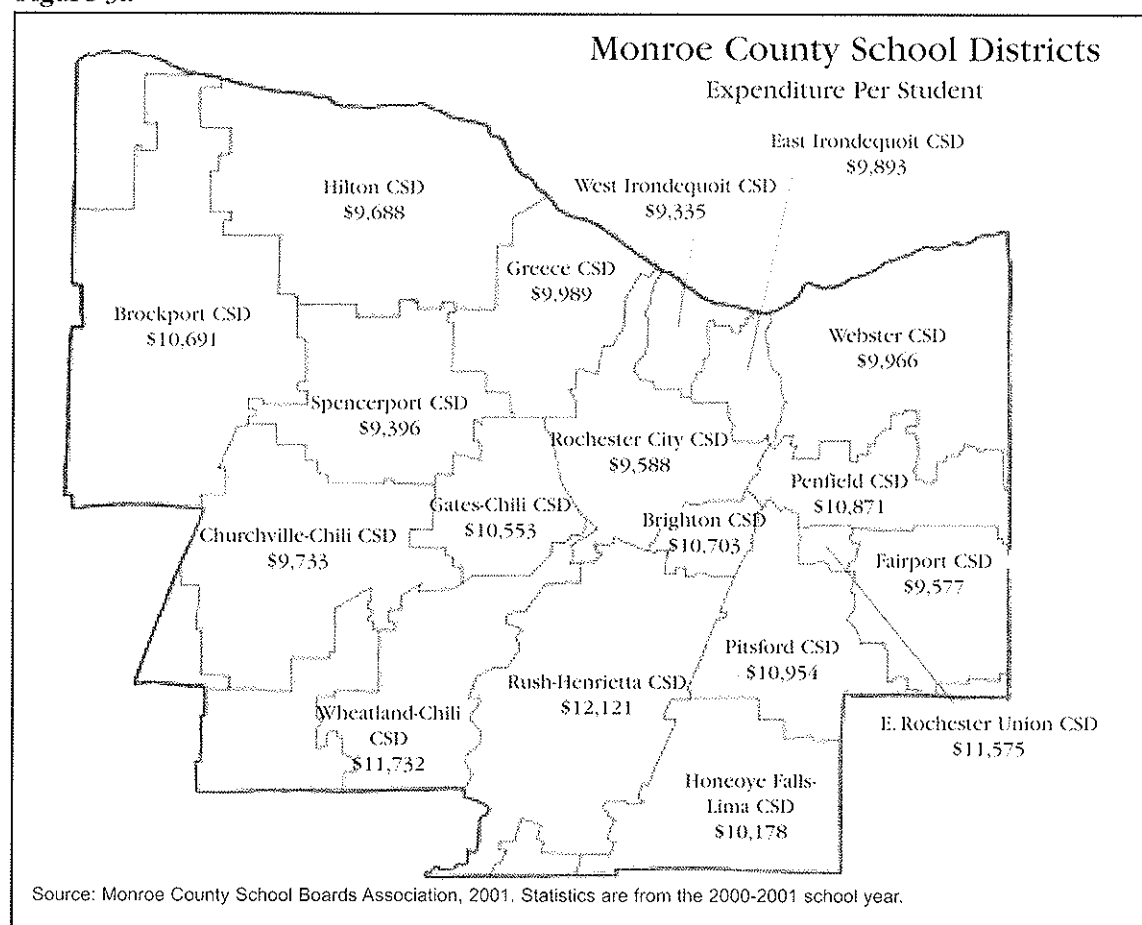 Monroe County School Districts
Expenditure Per Student
East Irondequoit CSD
$9,893
West Irondequoit CSD
$9,335
Hilton CSD
$9,688
Greece CSD
$9,989
Brockport CSD
$10,691
Webster CSD
$9,966
Spencerport CSD
$9,396
Rochester City CSD
$9,588
Penfield CSD
$10,871
Gates-Chili CSD
$10,553
Brighton CSD
$10,703
Churchville-Chili CSD
$9,733
Fairport CSD
$9,577
Pitsford CSD
$10,954
Rush-Henrietta CSD
$12,121
Wheatland-Chili
CSD
$11,732
E. Rochester Union CSD
$11,575
Honeoye Falls-
Lima CSD
$10,178
Source: Monroe County School Boards Association, 2001. Statistics are from the 2000-2001 school year.